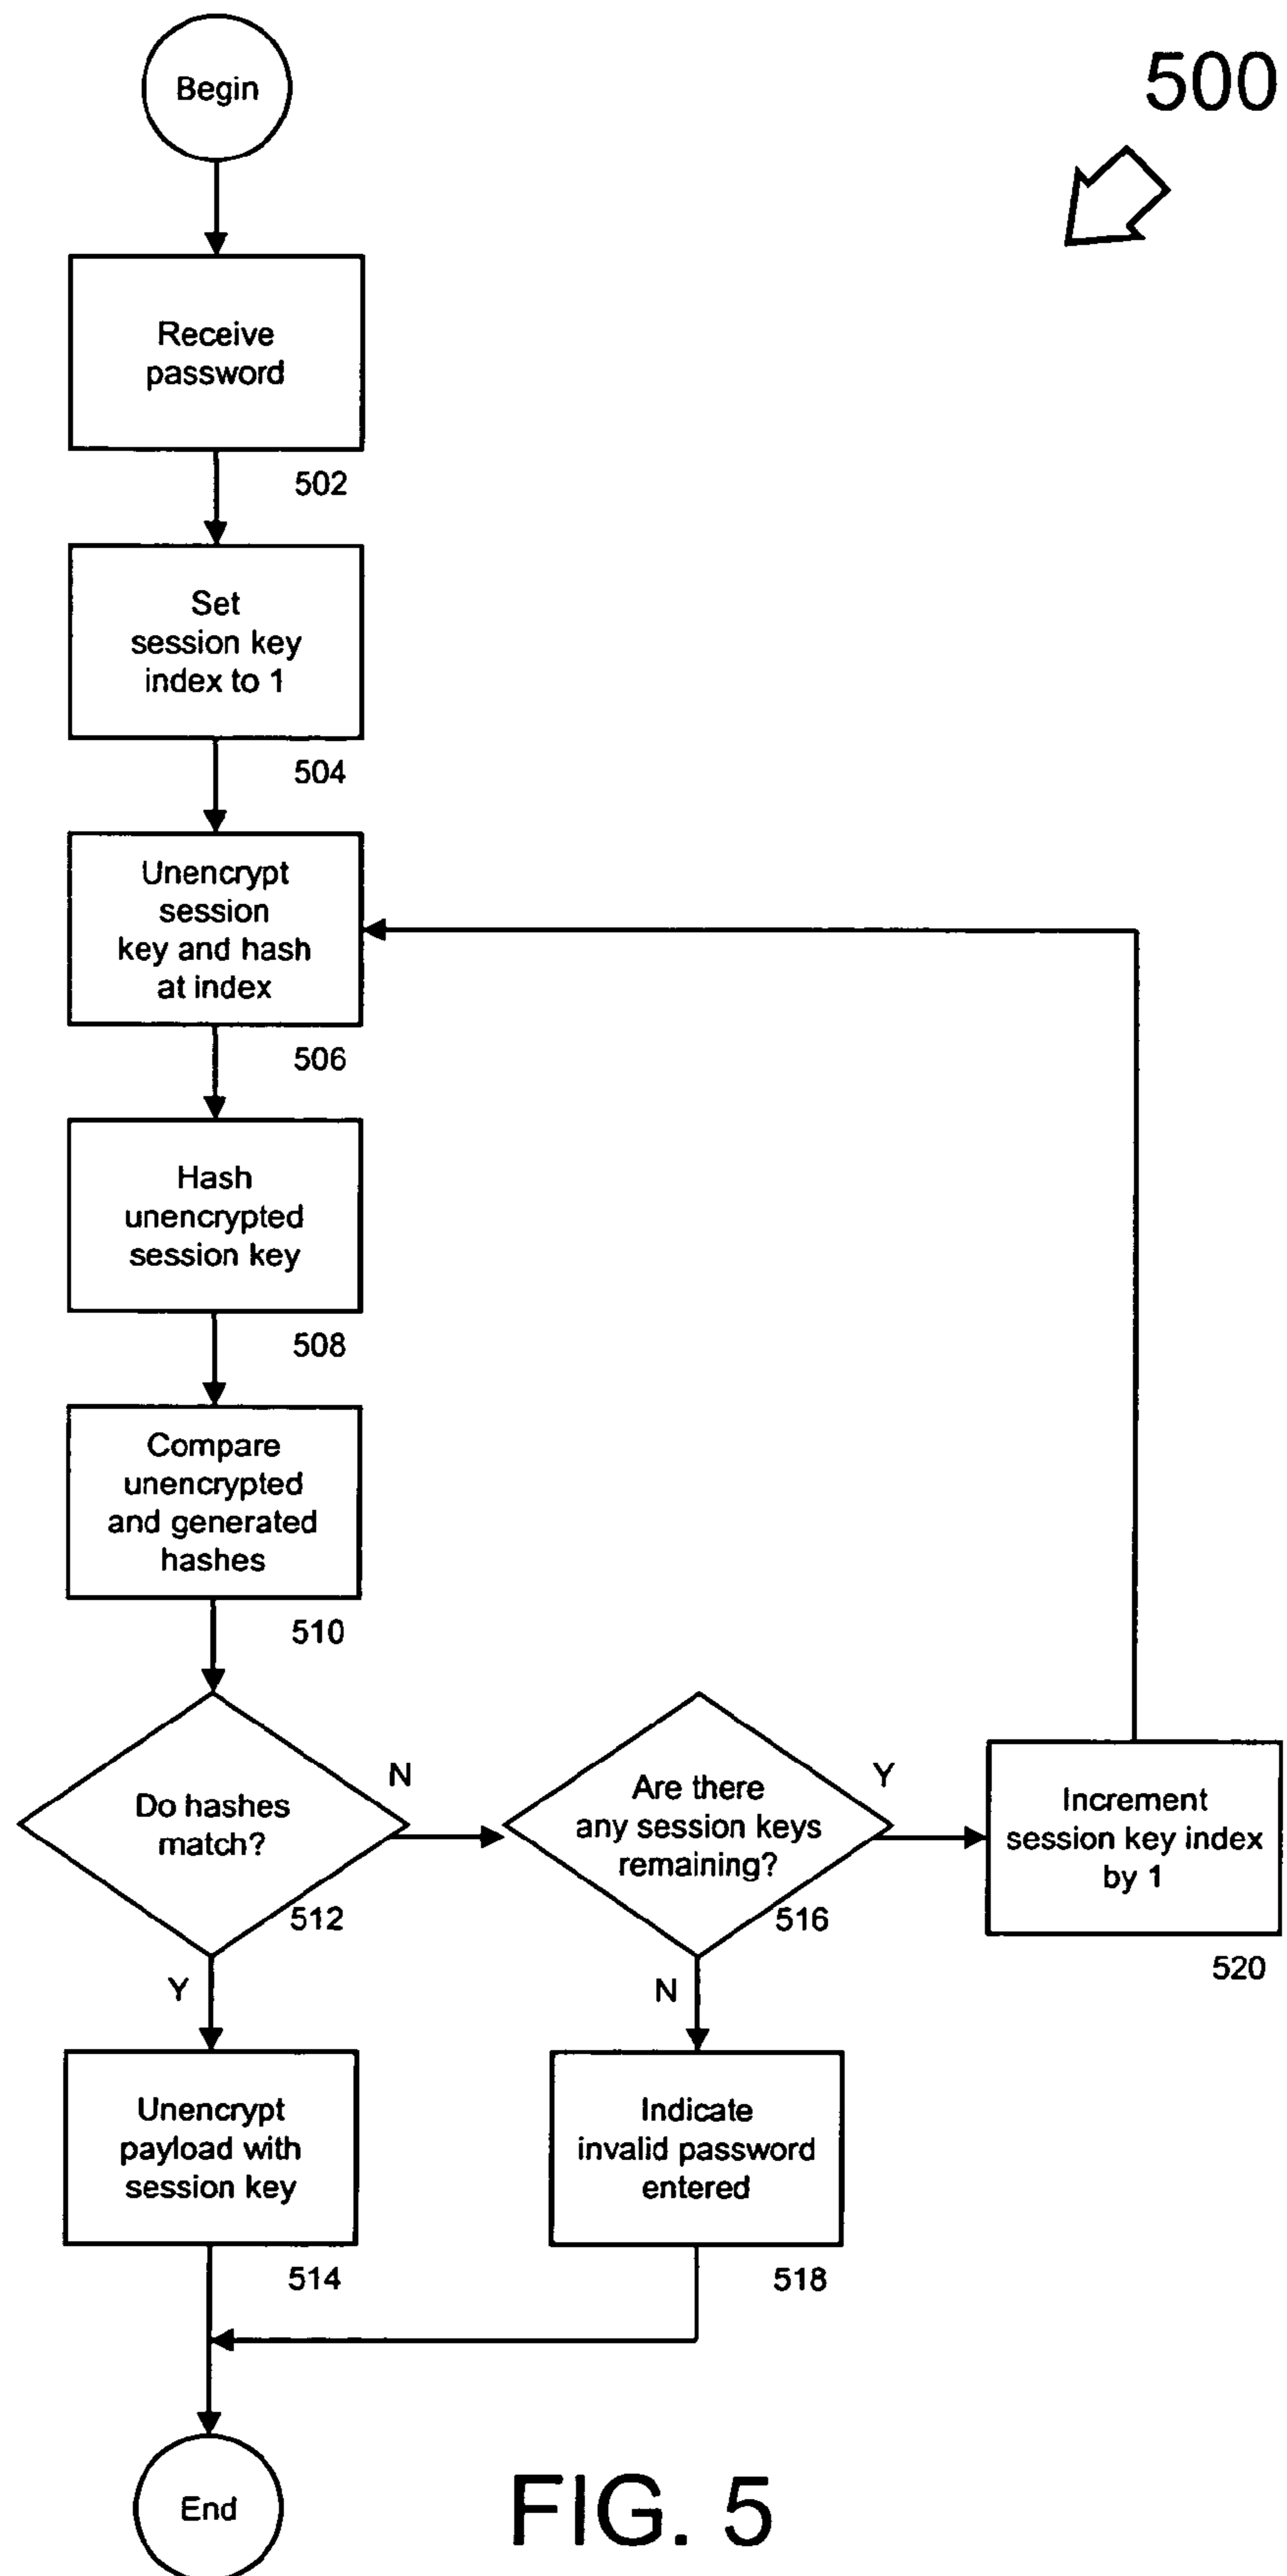 500
Begin
Receive
password
502
Set
session key
index to 1
504
Unencrypt
session
key and hash
at index
506
Hash
unencrypted
session key
508
Compare
unencrypted
and generated
hashes
510
Do hashes
match?
512
N
Y
Are there
any session keys
remaining?
516
Y
N
Increment
session key index
by 1
520
Unencrypt
payload with
session key
514
Indicate
invalid password
entered
518
End
FIG. 5